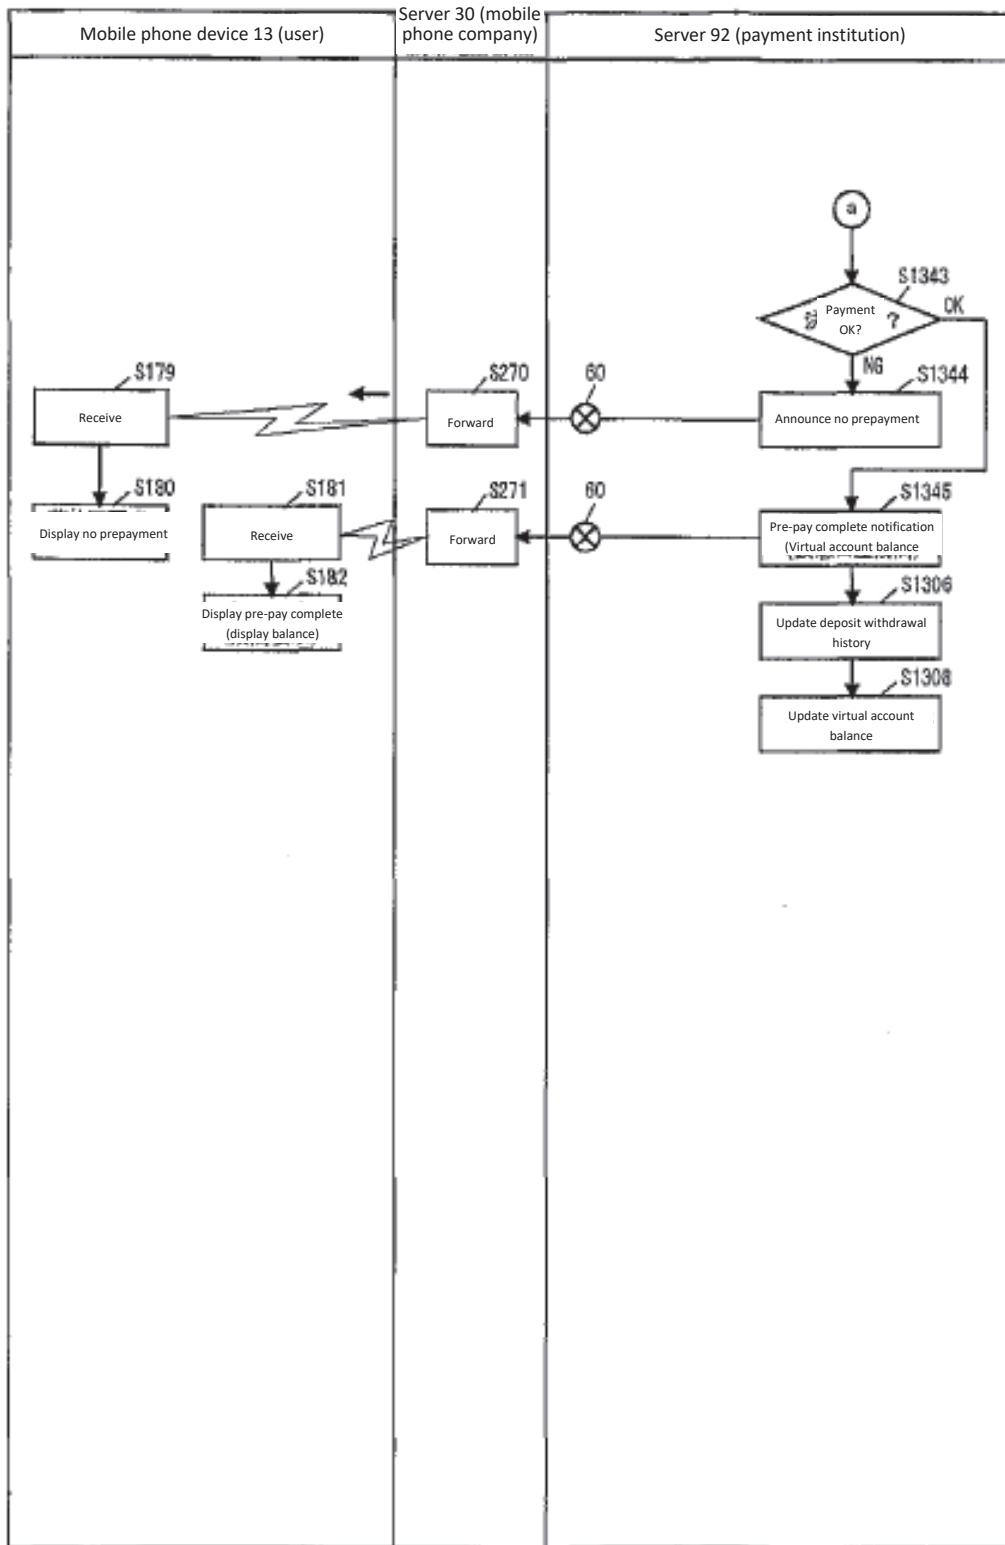 Mobile phone device 13 (user)
Server 30 (mobile
phone company)
Server 92 (payment institution)
a
S1343
Payment
OK?
?
OK
NG
S179
Receive
S270
Forward
60
S1344
Announce no prepayment
S180
Display no prepayment
S181
Receive
S271
Forward
60
S1345
Pre-pay complete notification
(Virtual account balance
S182
Display pre-pay complete
(display balance)
S1306
Update deposit withdrawal
history
S1308
Update virtual account
balance